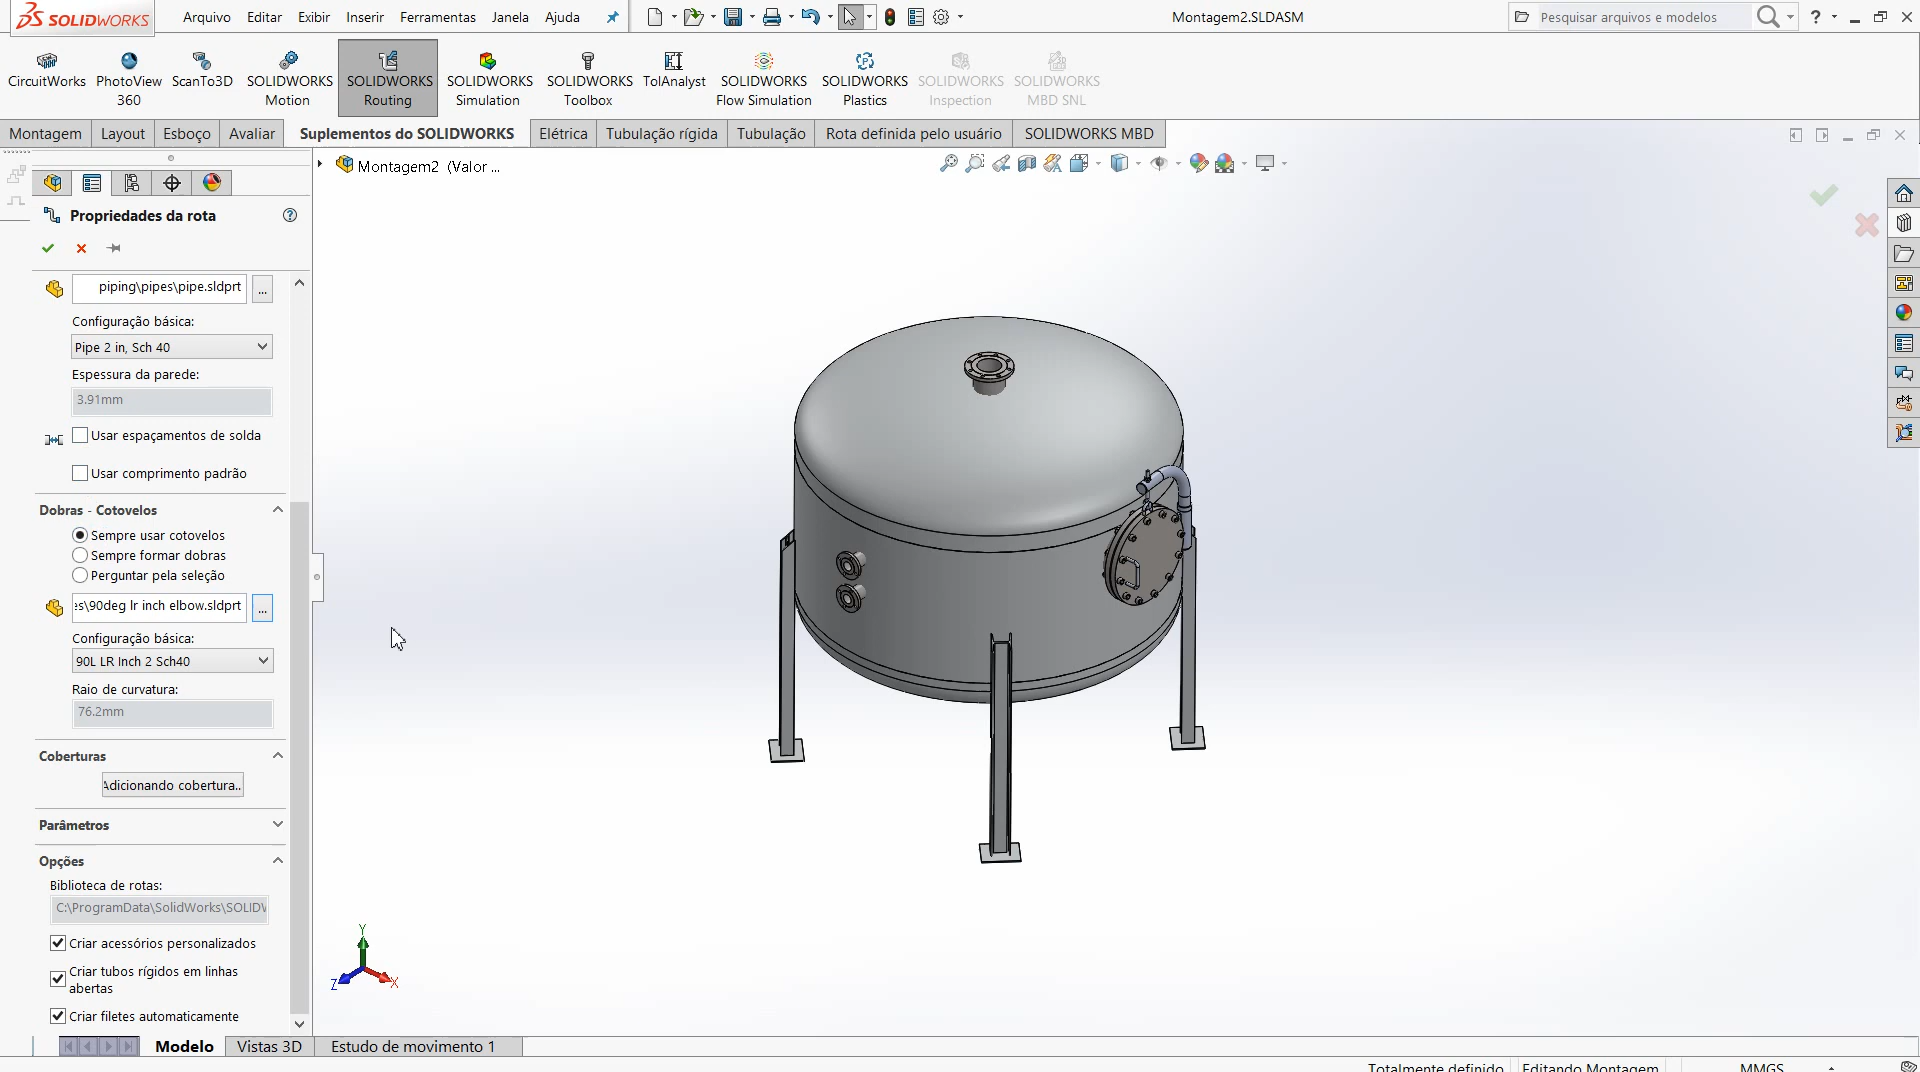 SOLIDWORKS
Arquivo Editar Exibir Inserir Ferramentas Janela Ajuda
Montagem2.SLDASM
Pesquisar arquivos e modelos
?
CircuitWorks
PhotoView 360
ScanTo3D
SOLIDWORKS Motion
SOLIDWORKS Routing
SOLIDWORKS Simulation
SOLIDWORKS Toolbox
TolAnalyst
SOLIDWORKS Flow Simulation
SOLIDWORKS Plastics
SOLIDWORKS Inspection
SOLIDWORKS MBD SNL
Montagem Layout Esboço Avaliar Suplementos do SOLIDWORKS Elétrica Tubulação rígida Tubulação Rota definida pelo usuário SOLIDWORKS MBD
Montagem2 (Valor ...
Propriedades da rota
?
piping\pipes\pipe.sldprt
...
Configuração básica:
Pipe 2 in, Sch 40
Espessura da parede:
3.91mm
Usar espaçamentos de solda
Usar comprimento padrão
Dobras - Cotovelos
Sempre usar cotovelos
Sempre formar dobras
Perguntar pela seleção
:s\90deg lr inch elbow.sldprt
...
Configuração básica:
90L LR Inch 2 Sch40
Raio de curvatura:
76.2mm
Coberturas
Adicionando cobertura..
Parâmetros
Opções
Biblioteca de rotas:
C:\ProgramData\SolidWorks\SOLIDW
Criar acessórios personalizados
Criar tubos rígidos em linhas
abertas
Criar filetes automaticamente
Y
Z
X
Modelo Vistas 3D Estudo de movimento 1
Totalmente definido Editando Montagem MMGS